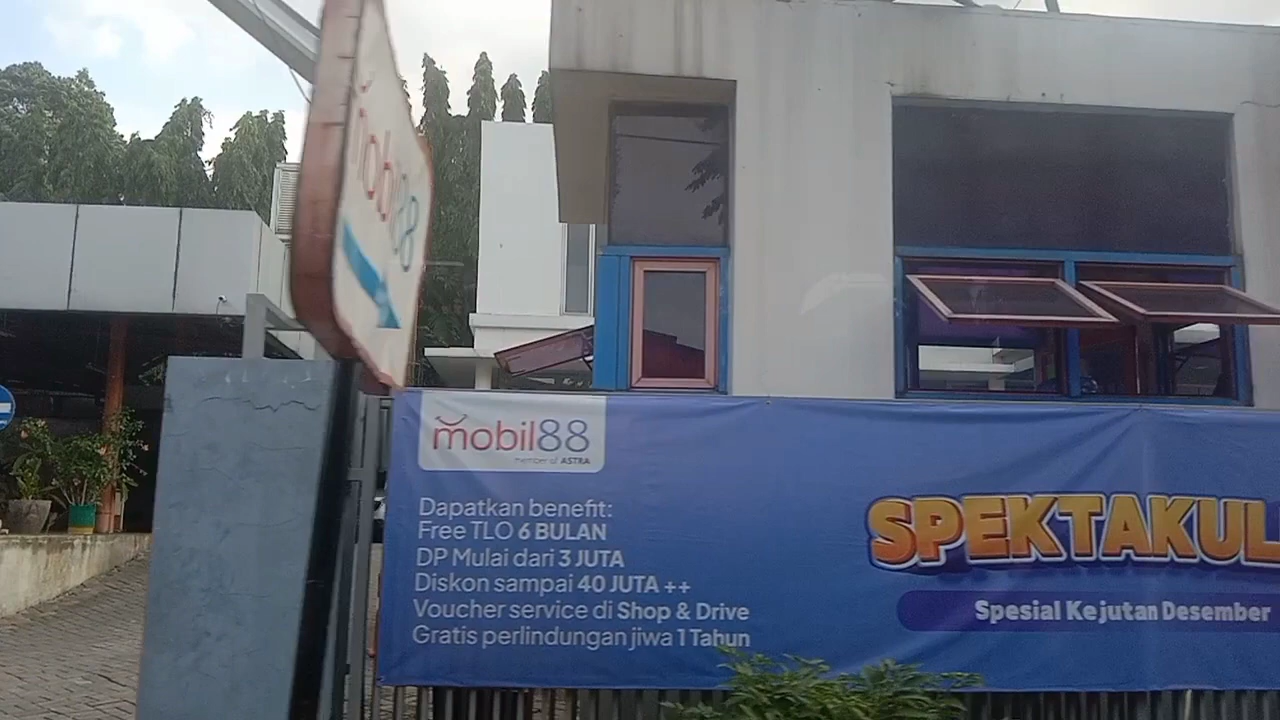 mobil88
mobil88
member of ASTRA
Dapatkan benefit:
Free TLO 6 BULAN
DP Mulai dari 3 JUTA
Diskon sampai 40 JUTA ++
Voucher service di Shop & Drive
Gratis perlindungan jiwa 1 Tahun
SPEKTAKUL
Spesial Kejutan Desember